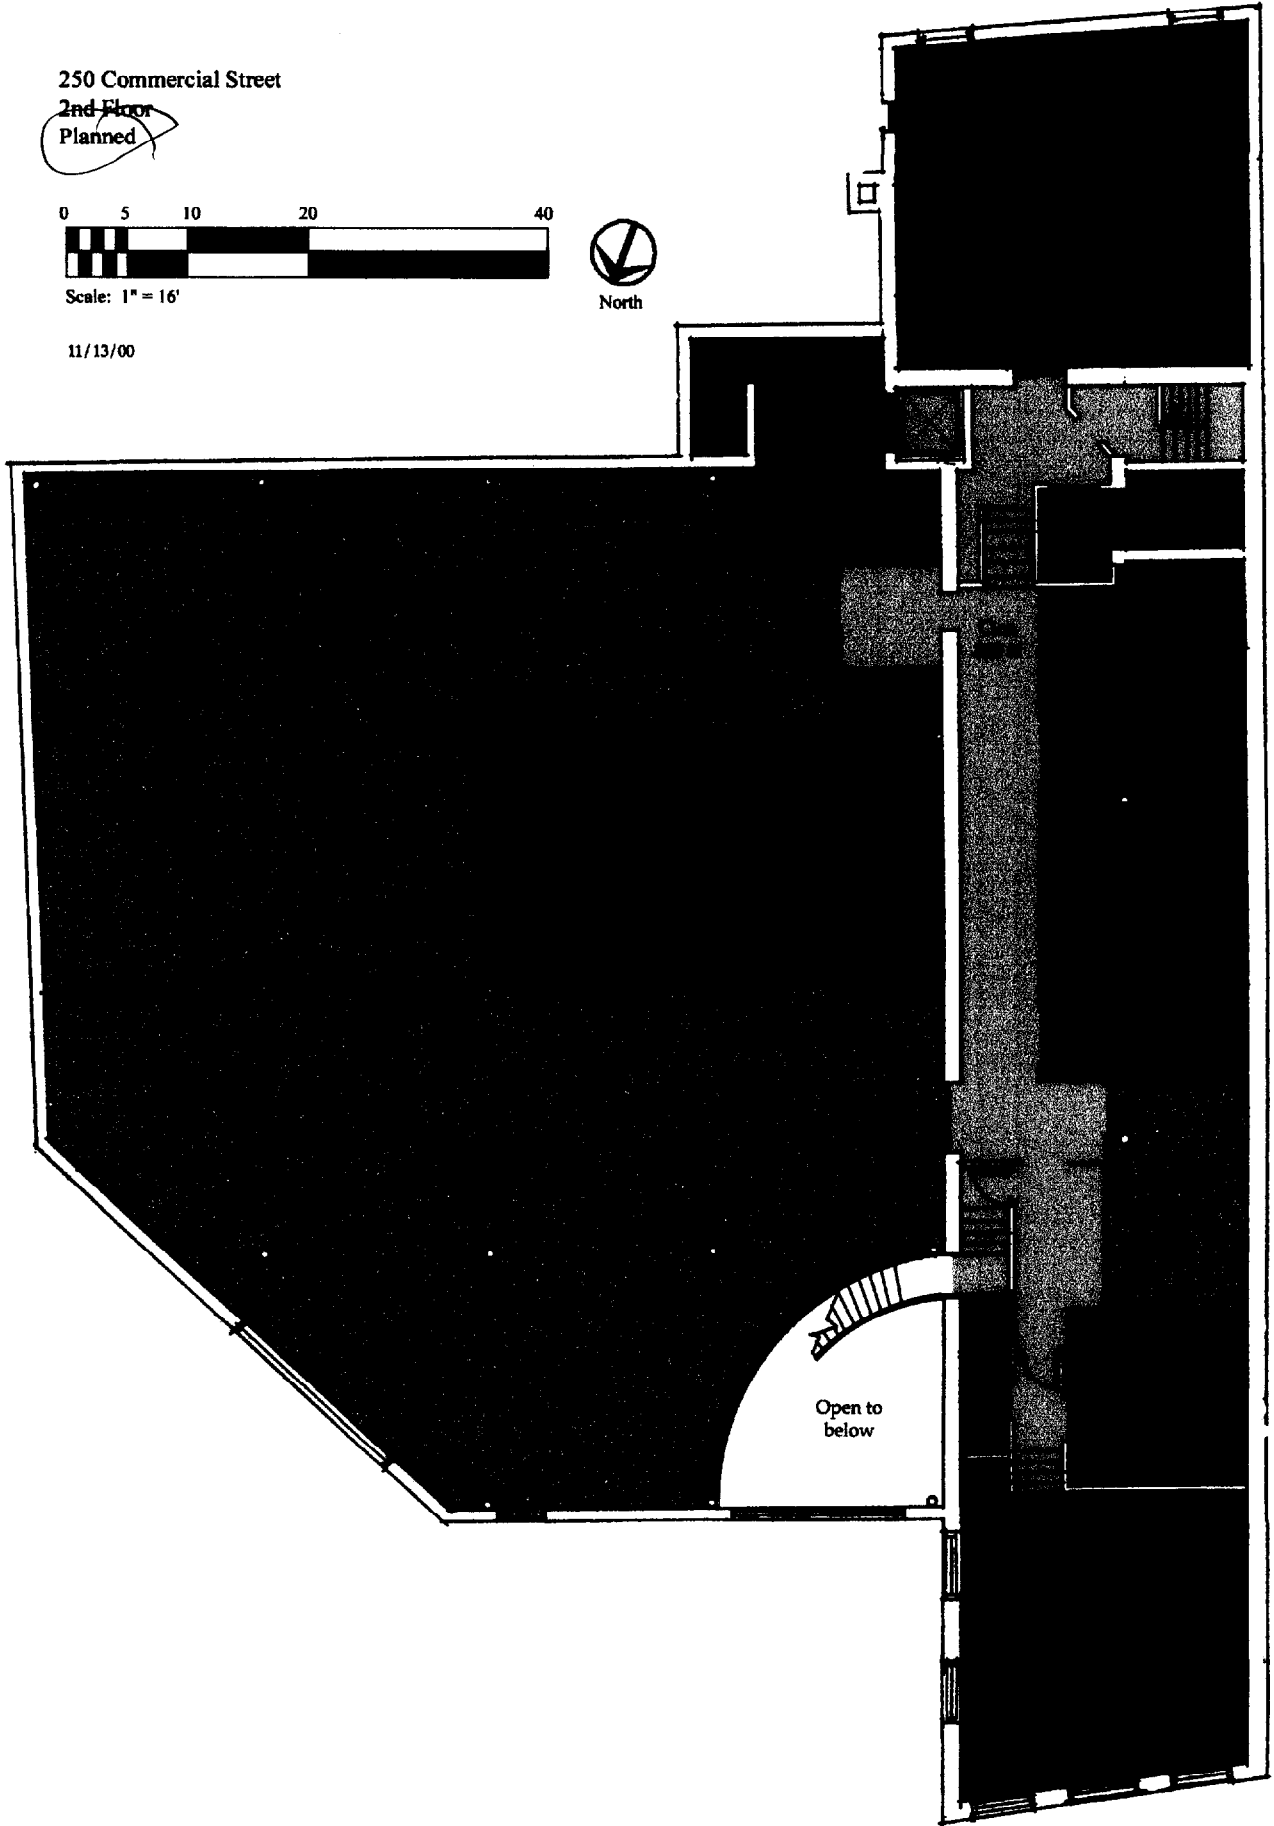 250 Commercial Street
2nd Floor
Planned
0 5 10 20 40
Scale: 1" = 16'
North
11/13/00
Open to
below